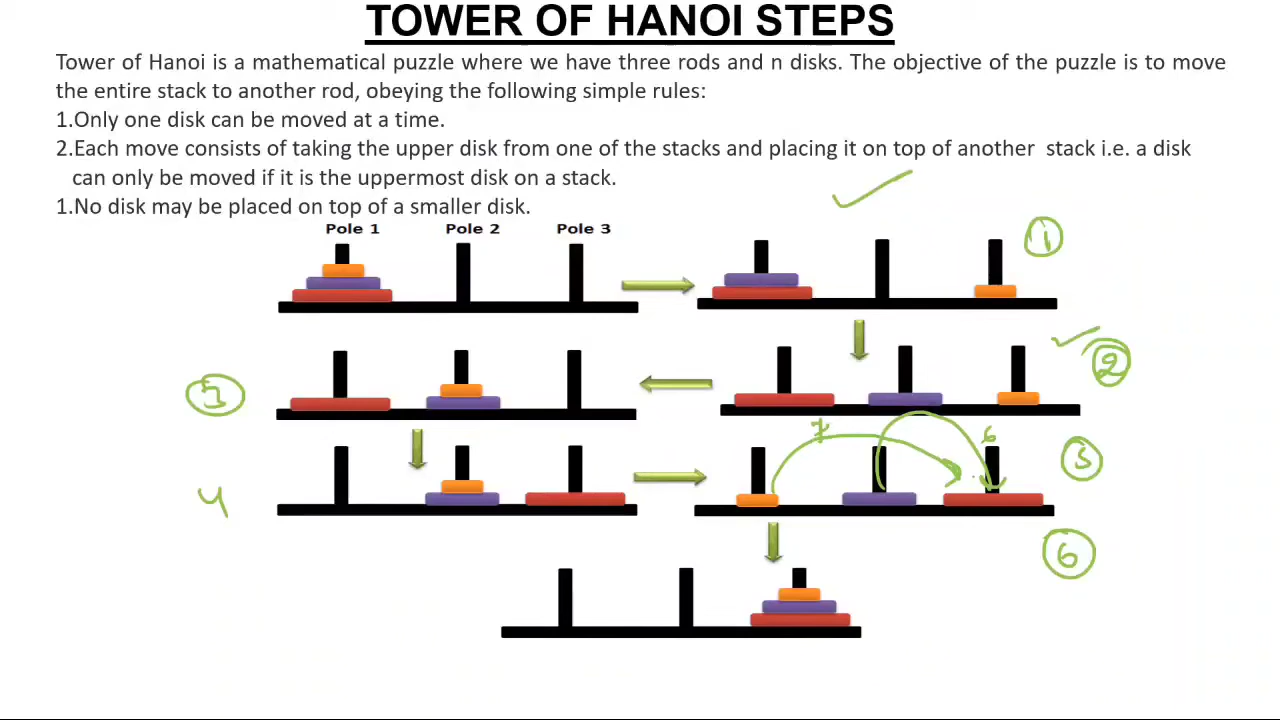 TOWER OF HANOI STEPS
Tower of Hanoi is a mathematical puzzle where we have three rods and n disks. The objective of the puzzle is to move
the entire stack to another rod, obeying the following simple rules:
1.Only one disk can be moved at a time.
2.Each move consists of taking the upper disk from one of the stacks and placing it on top of another stack i.e. a disk
can only be moved if it is the uppermost disk on a stack.
1.No disk may be placed on top of a smaller disk.
Pole 1 Pole 2 Pole 3
1
2
3
7 6
4 5
6